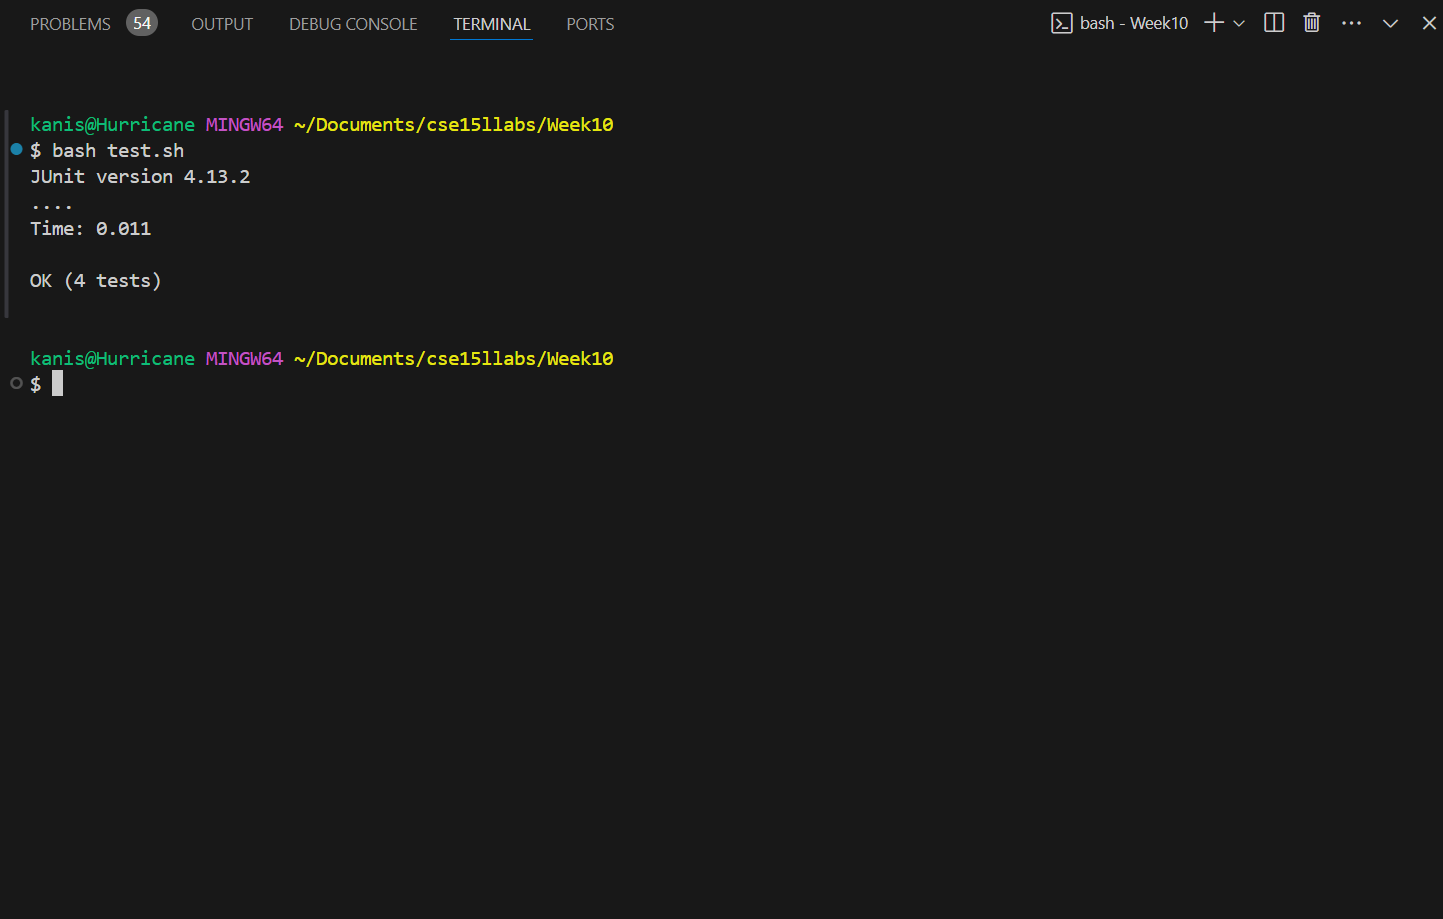 PROBLEMS 54 OUTPUT DEBUG CONSOLE TERMINAL PORTS bash - Week10
kanis@Hurricane MINGW64 ~/Documents/cse15llabs/Week10
$ bash test.sh
JUnit version 4.13.2
....
Time: 0.011
OK (4 tests)
kanis@Hurricane MINGW64 ~/Documents/cse15llabs/Week10
$